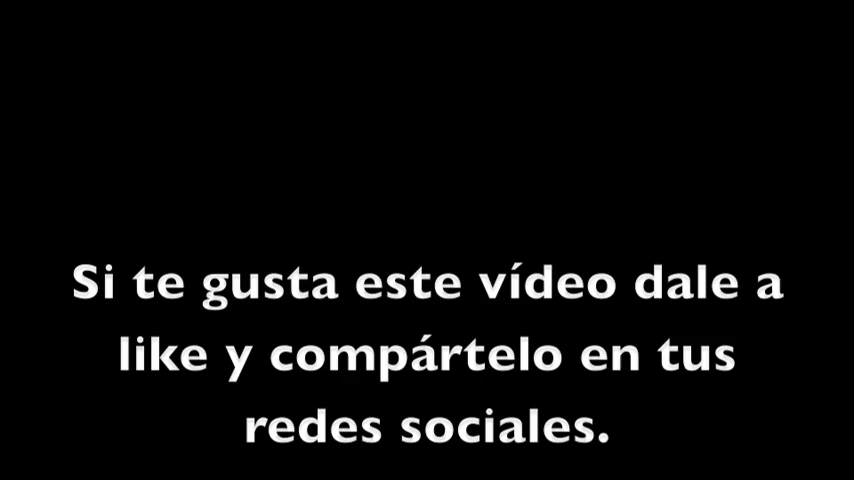 Si te gusta este vídeo dale a
like y compártelo en tus
redes sociales.